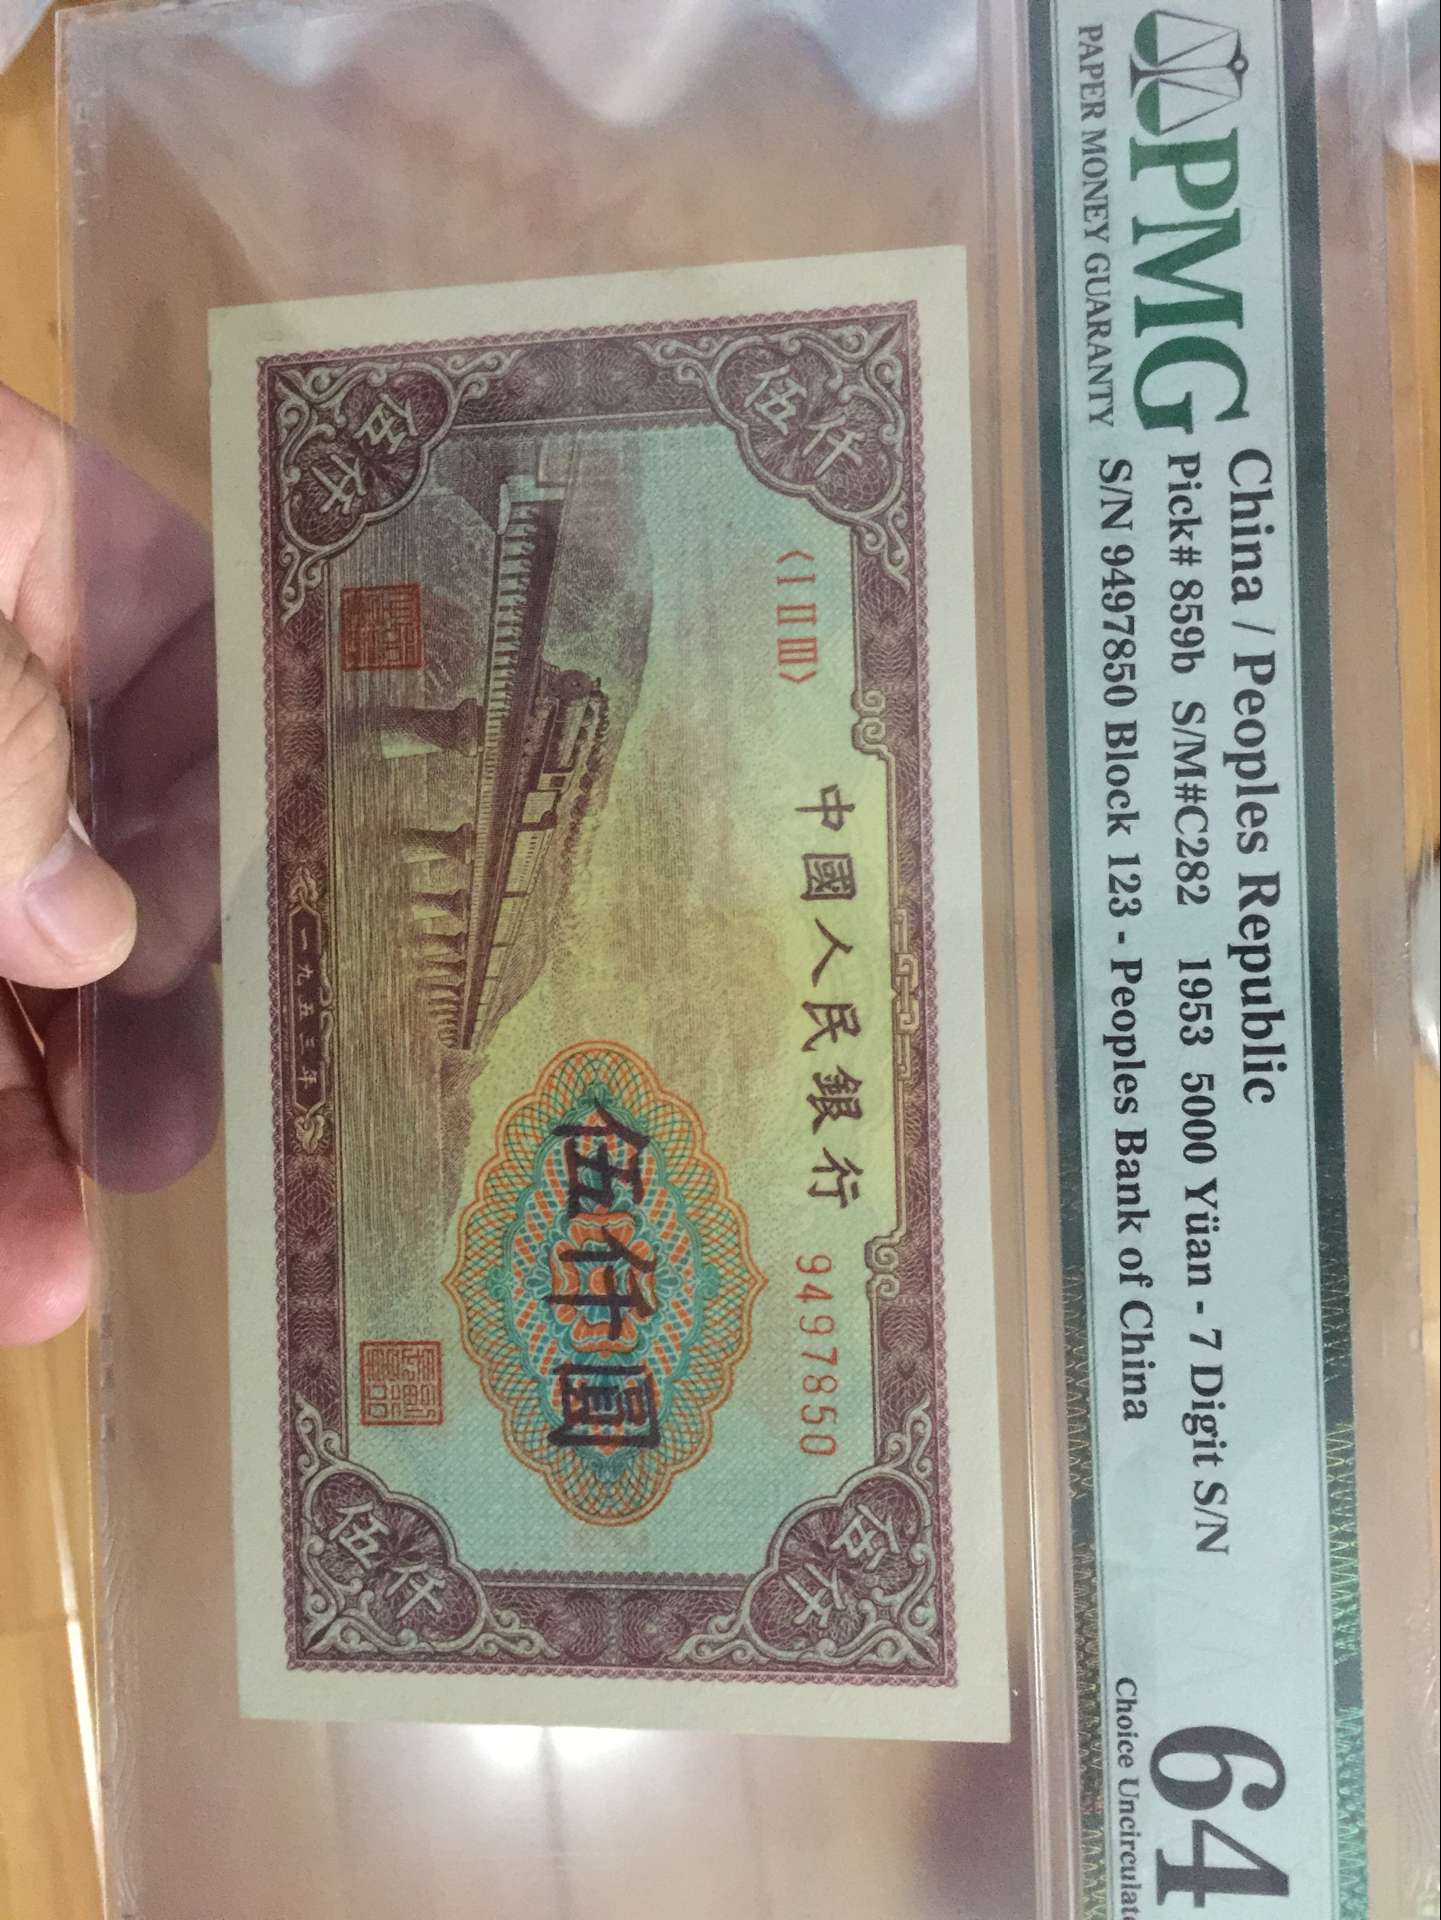 PMG
PAPER MONEY GUARANTY
China / Peoples Republic
Pick# 859b S/M#C282 1953 5000 Yüan - 7 Digit S/N
S/N 9497850 Block 123 - Peoples Bank of China
64
Choice Uncirculate
伍仟
伍仟
〈I II III〉
中國人民銀行
9497850
伍仟圓
一九五三年
伍仟
伍仟